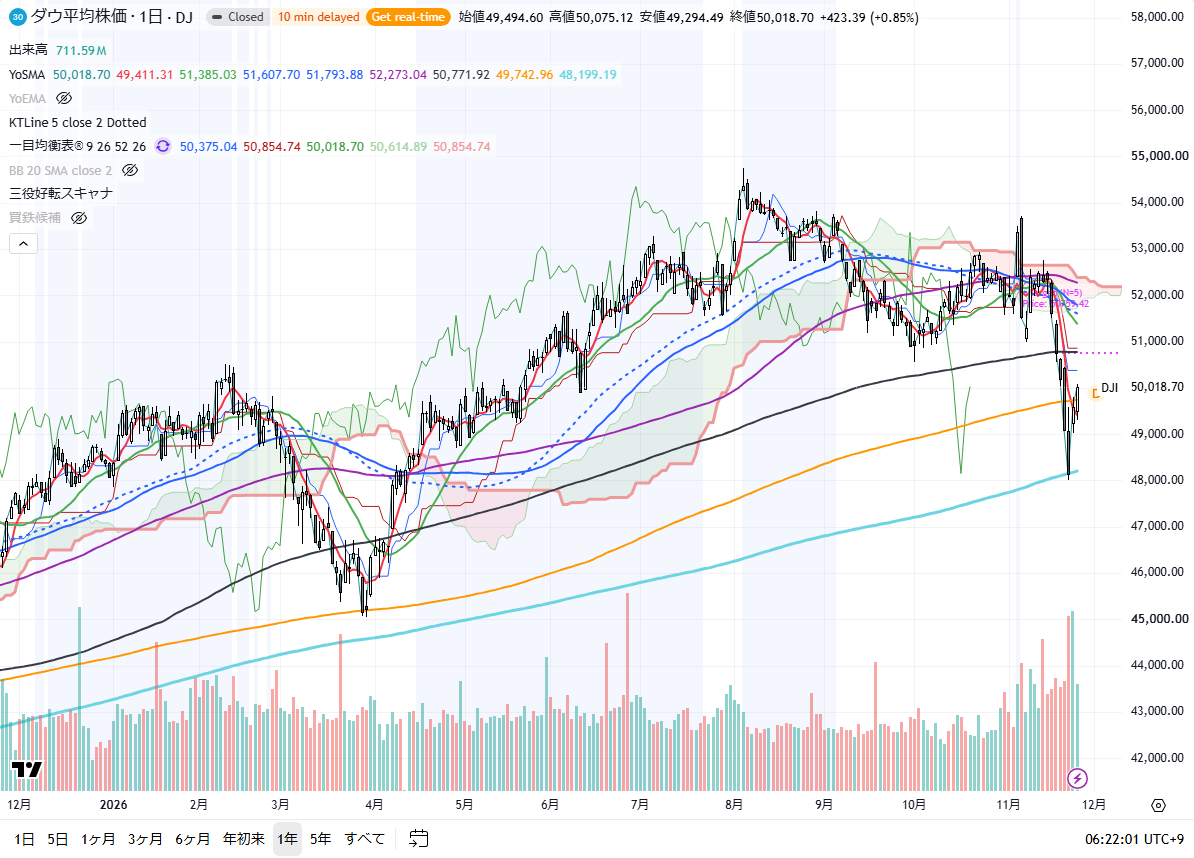 30 ダウ平均株価・1日・DJ Closed 10 min delayed Get real-time 始値49,494.60 高値50,075.12 安値49,294.49 終値50,018.70 +423.39 (+0.85%)
出来高 711.59M
YoSMA 50,018.70 49,411.31 51,385.03 51,607.70 51,793.88 52,273.04 50,771.92 49,742.96 48,199.19
YoEMA
KTLine 5 close 2 Dotted
一目均衡表® 9 26 52 26 50,375.04 50,854.74 50,018.70 50,614.89 50,854.74
BB 20 SMA close 2
三役好転スキャナ
買鉄候補
58,000.00
57,000.00
56,000.00
55,000.00
54,000.00
53,000.00
52,000.00
51,000.00
DJI 50,018.70
49,000.00
48,000.00
47,000.00
46,000.00
45,000.00
44,000.00
43,000.00
42,000.00
12月 2026 2月 3月 4月 5月 6月 7月 8月 9月 10月 11月 12月
1日 5日 1ヶ月 3ヶ月 6ヶ月 年初来 1年 5年 すべて 06:22:01 UTC+9